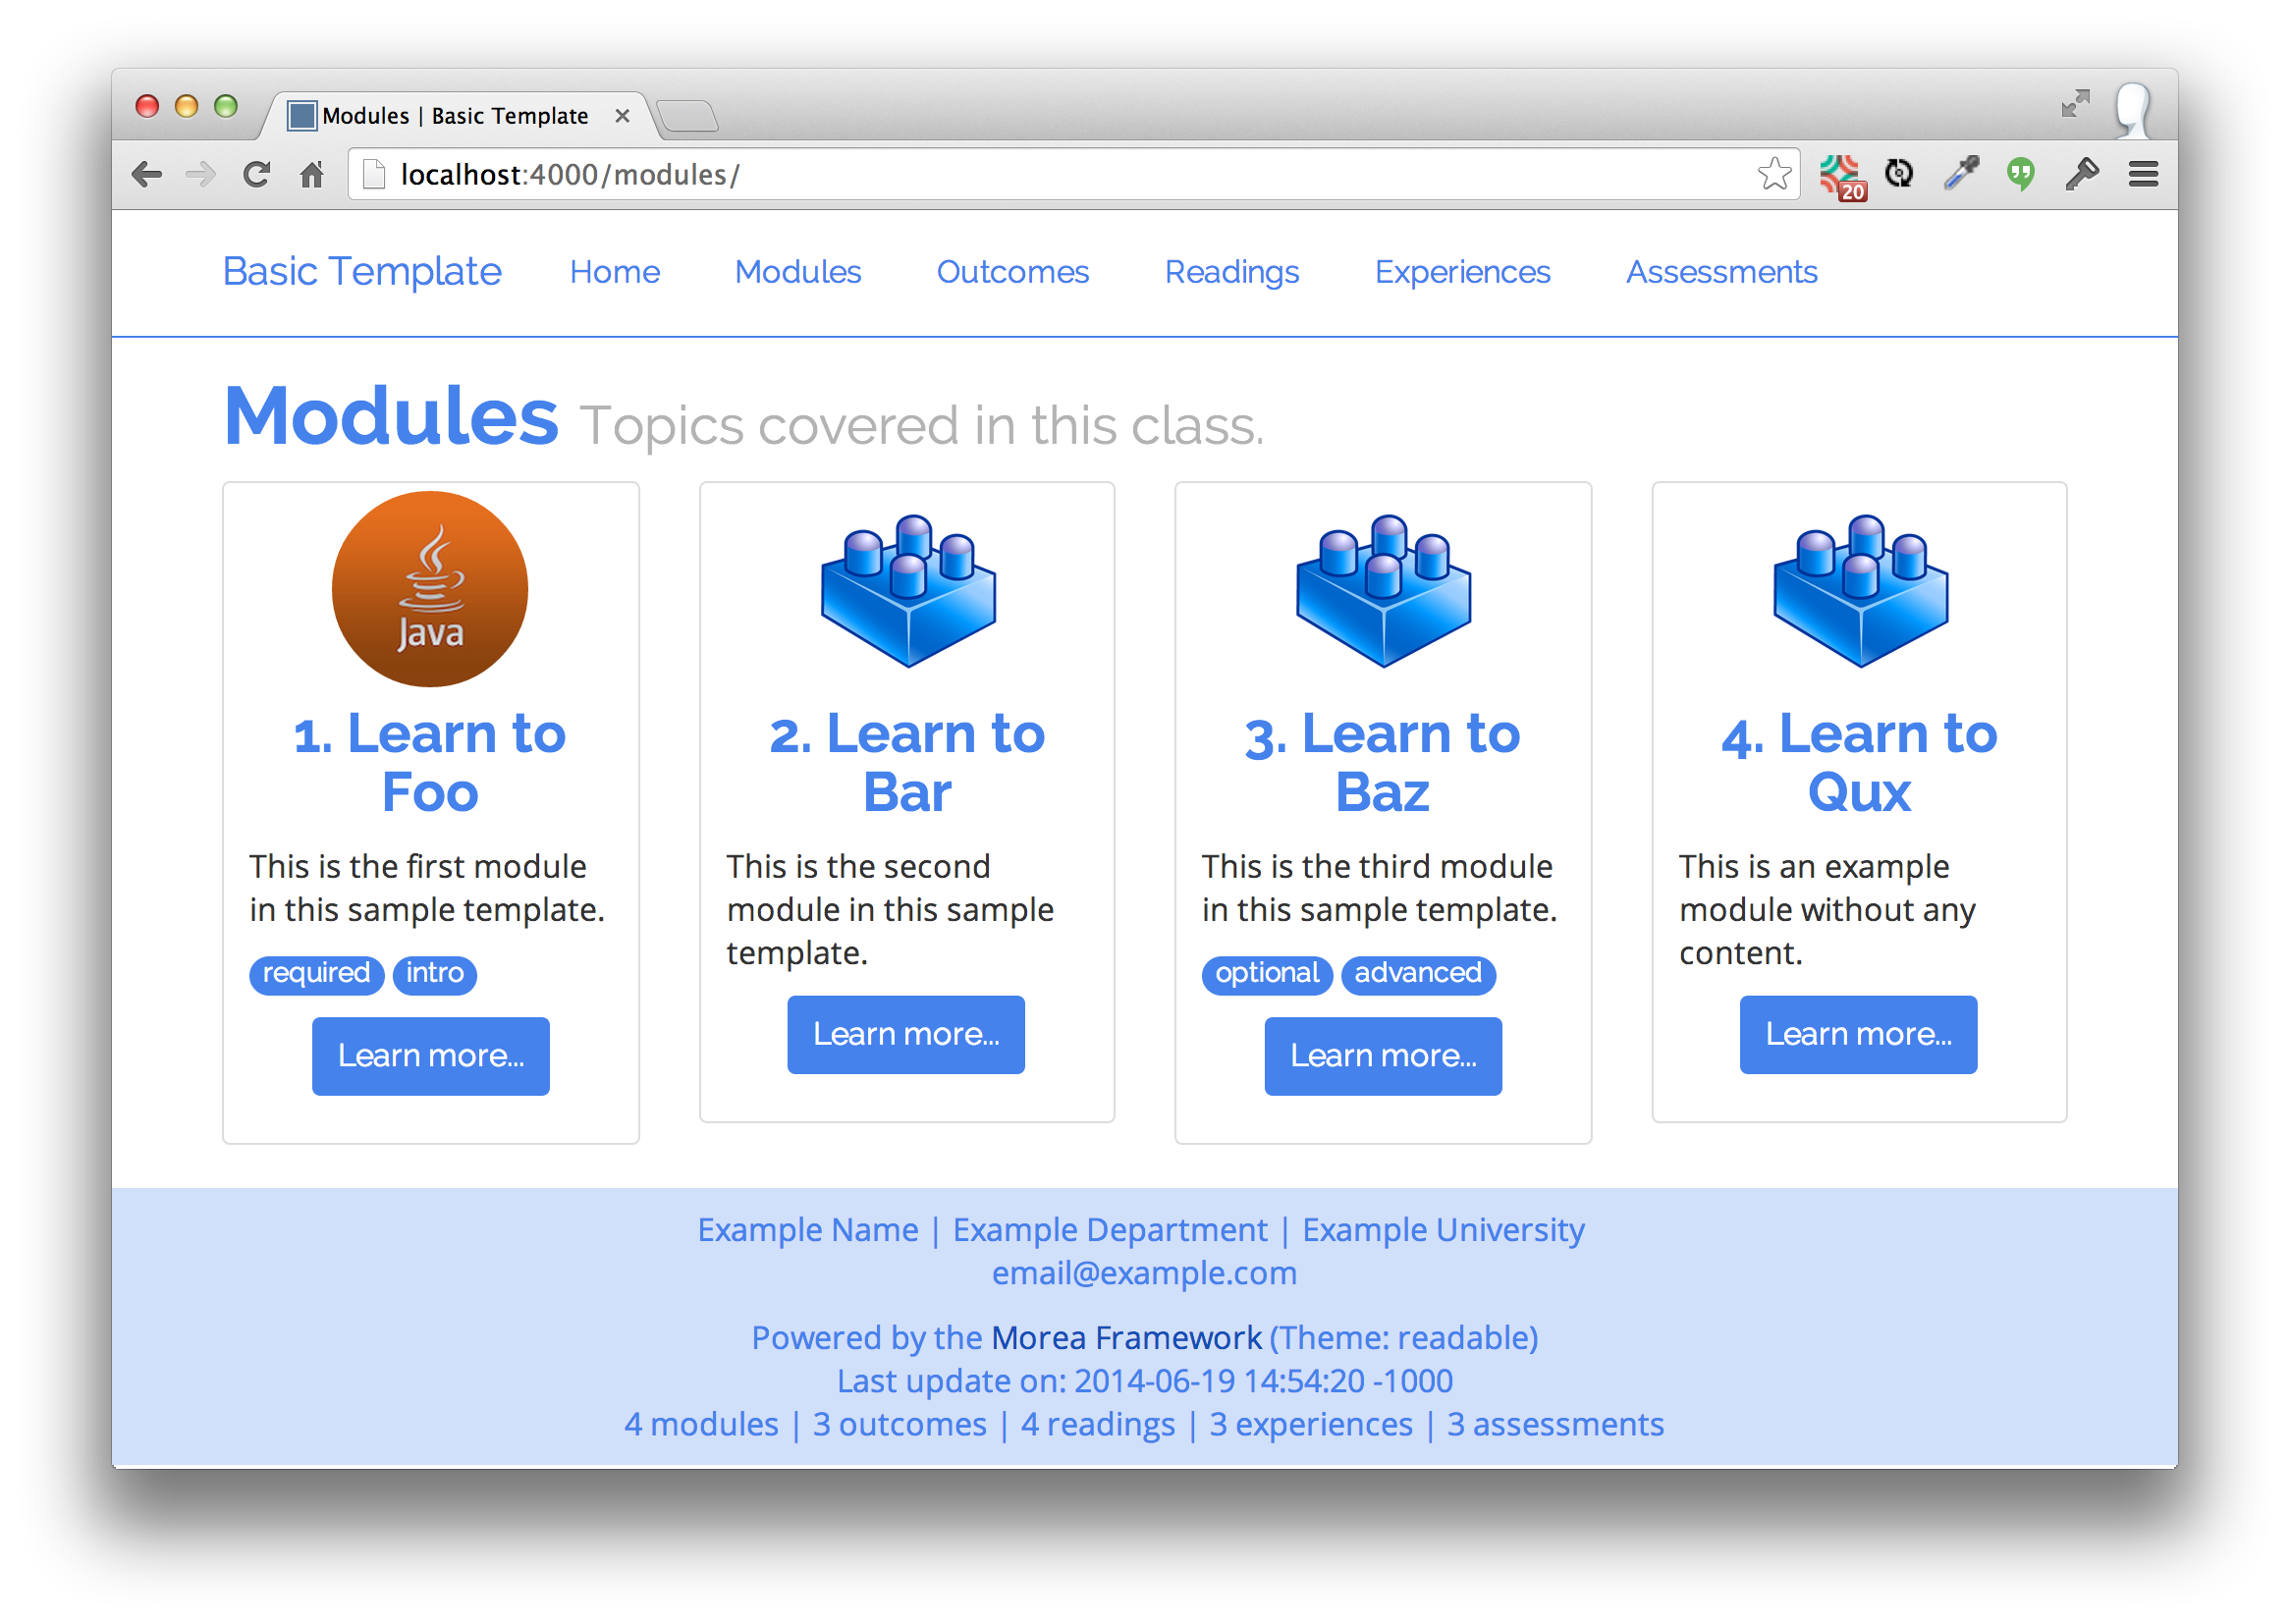 Modules | Basic Template
localhost:4000/modules/
20
Basic Template Home Modules Outcomes Readings Experiences Assessments
Modules Topics covered in this class.
Java
1. Learn to
Foo
This is the first module
in this sample template.
required intro
Learn more...
2. Learn to
Bar
This is the second
module in this sample
template.
Learn more...
3. Learn to
Baz
This is the third module
in this sample template.
optional advanced
Learn more...
4. Learn to
Qux
This is an example
module without any
content.
Learn more...
Example Name | Example Department | Example University
email@example.com
Powered by the Morea Framework (Theme: readable)
Last update on: 2014-06-19 14:54:20 -1000
4 modules | 3 outcomes | 4 readings | 3 experiences | 3 assessments